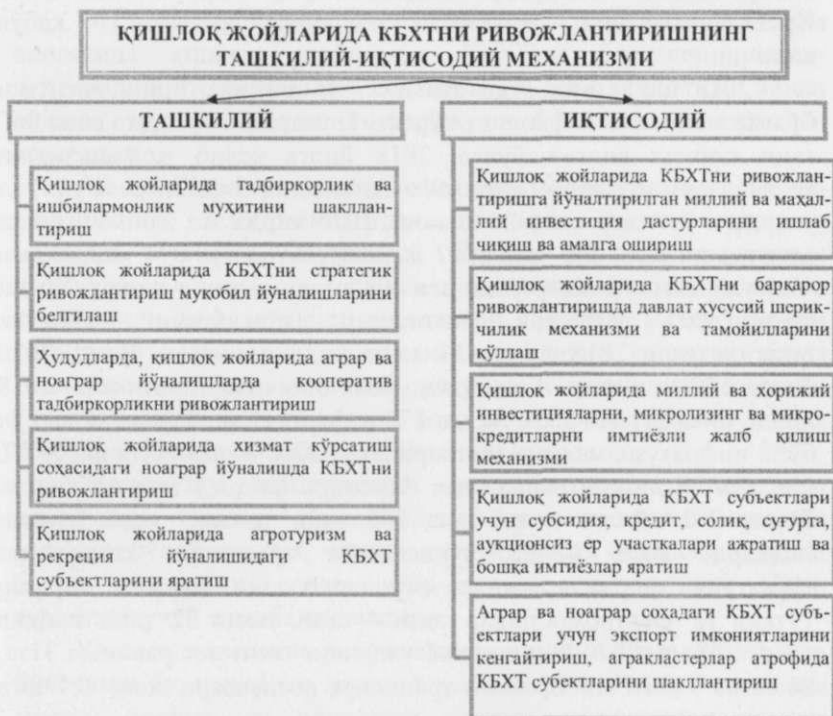 ҚИШЛОҚ ЖОЙЛАРИДА КБХТНИ РИВОЖЛАНТИРИШНИНГ
ТАШКИЛИЙ-ИҚТИСОДИЙ МЕХАНИЗМИ
ТАШКИЛИЙ
Қишлоқ жойларида тадбиркорлик ва
ишбилармонлик муҳитини шакллан-
тириш
Қишлоқ жойларида КБХТни стратегик
ривожлантириш муқобил йўналишларини
белгилаш
Ҳудудларда, қишлоқ жойларида аграр ва
ноаграр йўналишларда кооператив
тадбиркорликни ривожлантириш
Қишлоқ жойларида хизмат кўрсатиш
соҳасидаги ноаграр йўналишда КБХТни
ривожлантириш
Қишлоқ жойларида агротуризм ва
рекрация йўналишидаги КБХТ
субъектларини яратиш
ИҚТИСОДИЙ
Қишлоқ жойларида КБХТни ривожлан-
тиришга йўналтирилган миллий ва маҳал-
лий инвестиция дастурларини ишлаб
чиқиш ва амалга ошириш
Қишлоқ жойларида КБХТни барқарор
ривожлантиришда давлат хусусий шерик-
чилик механизми ва тамойилларини
қўллаш
Қишлоқ жойларида миллий ва хорижий
инвестицияларни, микролизинг ва микро-
кредитларни имтиёзли жалб қилиш
механизми
Қишлоқ жойларида КБХТ субъектлари
учун субсидия, кредит, солиқ, суғурта,
аукционсиз ер участкалари ажратиш ва
бошқа имтиёзлар яратиш
Аграр ва ноаграр соҳадаги КБХТ субъ-
ектлари учун экспорт имкониятларини
кенгайтириш, агракластерлар атрофида
КБХТ субектларини шакллантириш